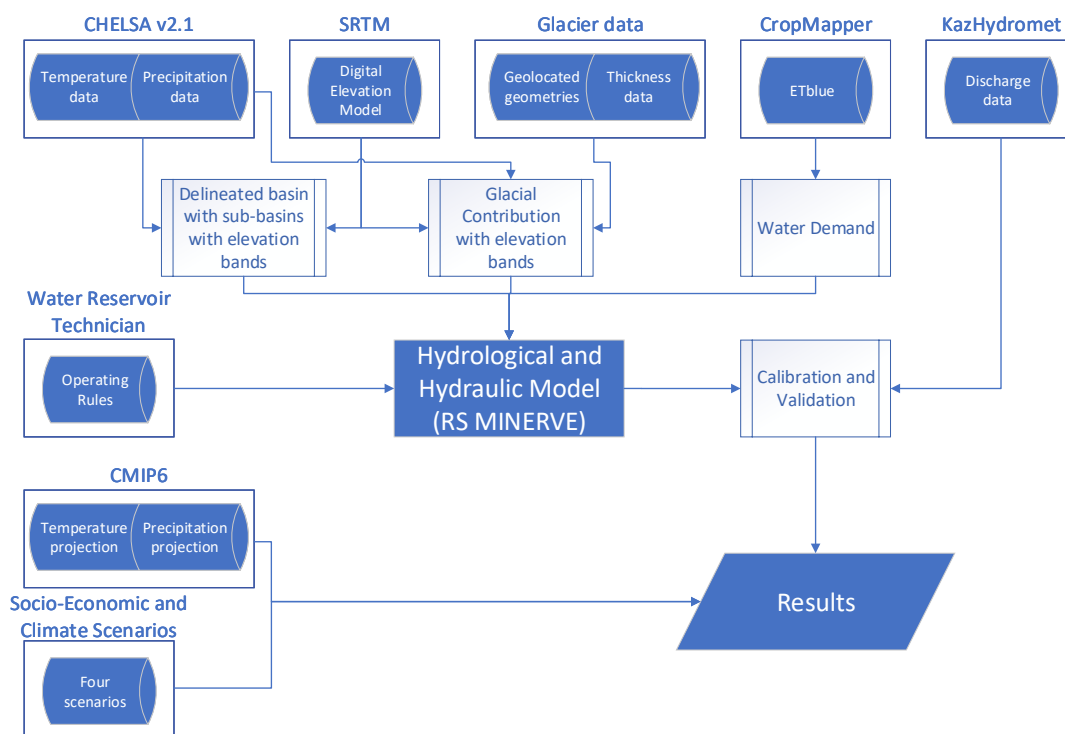 CHELSA v2.1
SRTM
Glacier data
CropMapper
KazHydromet
Temperature
data
Precipitation
data
Digital
Elevation
Model
Geolocated
geometries
Thickness
data
ETblue
Discharge
data
Delineated basin
with sub-basins
with elevation
bands
Glacial
Contribution
with elevation
bands
Water Demand
Water Reservoir
Technician
Operating
Rules
Hydrological and
Hydraulic Model
(RS MINERVE)
Calibration and
Validation
CMIP6
Temperature
projection
Precipitation
projection
Socio-Economic and
Climate Scenarios
Four
scenarios
Results